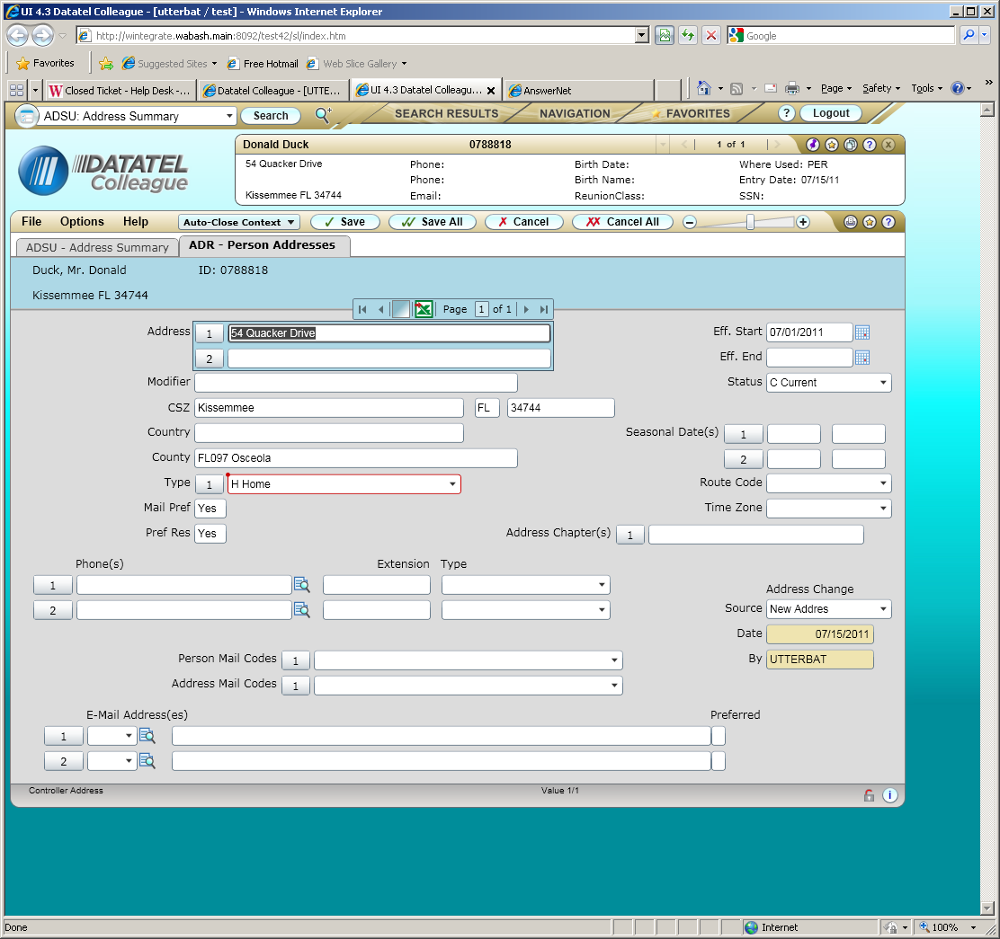 UI 4.3 Datatel Colleague - [utterbat / test] - Windows Internet Explorer
http://wintegrate.wabash.main:8092/test42/sl/index.htm
Google
Favorites
Suggested Sites
Free Hotmail
Web Slice Gallery
W Closed Ticket - Help Desk -...
Datatel Colleague - [UTTE...
UI 4.3 Datatel Colleagu...
AnswerNet
Page
Safety
Tools
»
ADSU: Address Summary
Search
SEARCH RESULTS
NAVIGATION
FAVORITES
?
Logout
DATATEL
Colleague
Donald Duck
0788818
1 of 1
54 Quacker Drive
Phone:
Birth Date:
Where Used: PER
Phone:
Birth Name:
Entry Date: 07/15/11
Kissemmee FL 34744
Email:
ReunionClass:
SSN:
File
Options
Help
Auto-Close Context
Save
Save All
Cancel
Cancel All
ADSU - Address Summary
ADR - Person Addresses
Duck, Mr. Donald
ID: 0788818
Kissemmee FL 34744
Page 1 of 1
Address
1
54 Quacker Drive
Eff. Start
07/01/2011
2
Eff. End
Modifier
Status
C Current
CSZ
Kissemmee
FL
34744
Country
Seasonal Date(s)
1
County
FL097 Osceola
2
Type
1
H Home
Route Code
Mail Pref
Yes
Time Zone
Pref Res
Yes
Address Chapter(s)
1
Phone(s)
Extension
Type
1
2
Address Change
Source
New Addres
Date
07/15/2011
By
UTTERBAT
Person Mail Codes
1
Address Mail Codes
1
E-Mail Address(es)
Preferred
1
2
Controller Address
Value 1/1
Done
Internet
100%